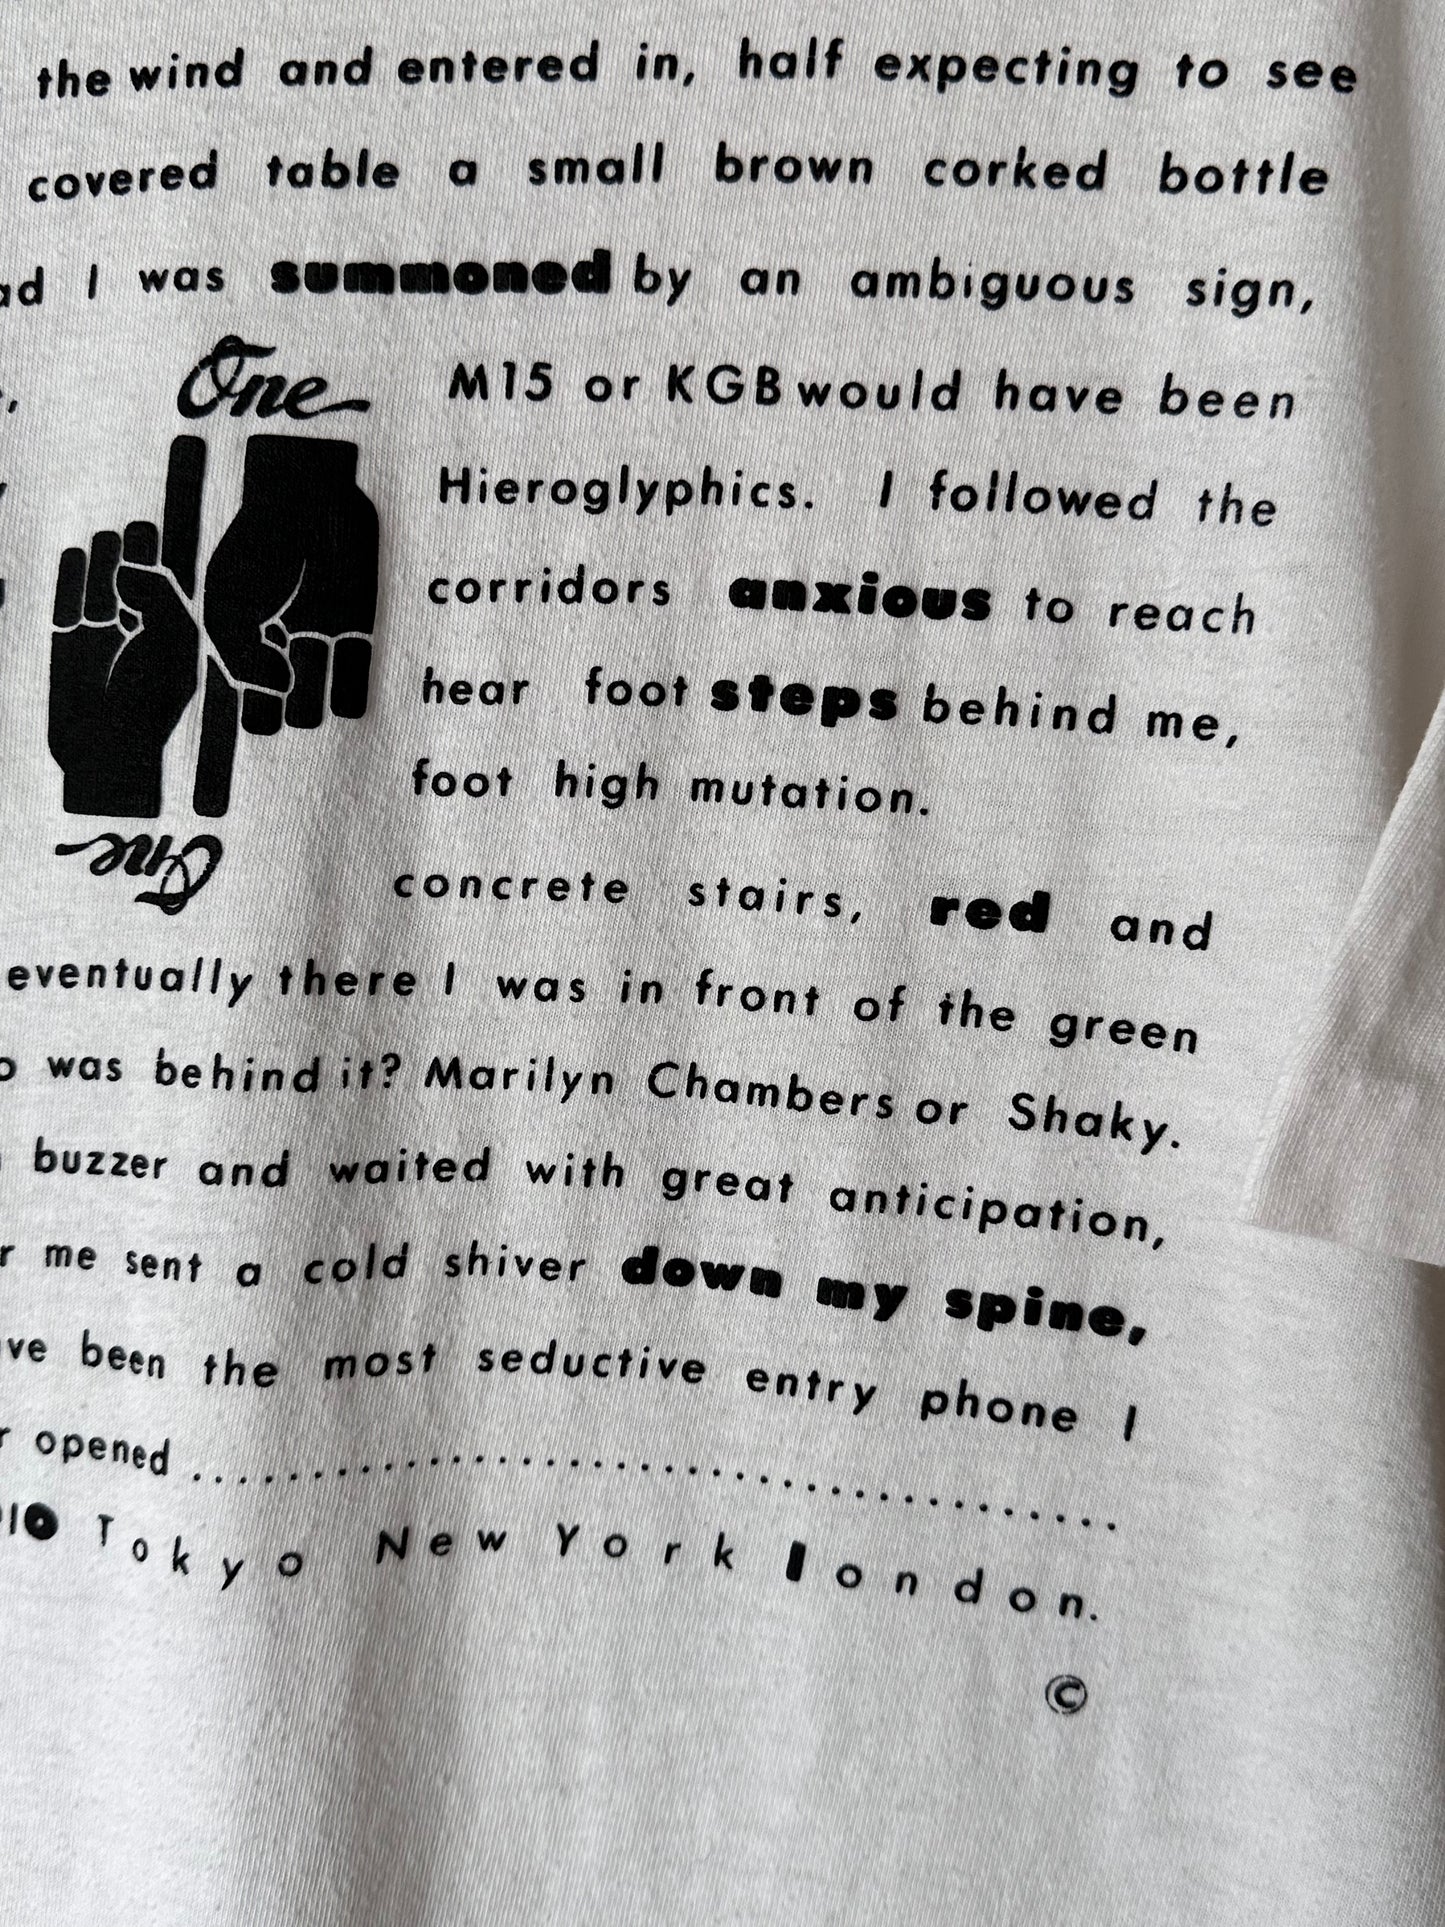 the wind and entered in, half expecting to see
covered table a small brown corked bottle
I was summoned by an ambiguous sign,
One
M15 or KGB would have been
Hieroglyphics. I followed the
corridors anxious to reach
hear foot steps behind me,
foot high mutation.
One
concrete stairs, red and
eventually there I was in front of the green
was behind it? Marilyn Chambers or Shaky.
buzzer and waited with great anticipation,
me sent a cold shiver down my spine,
been the most seductive entry phone I
opened ........................................
Tokyo New York london.
©